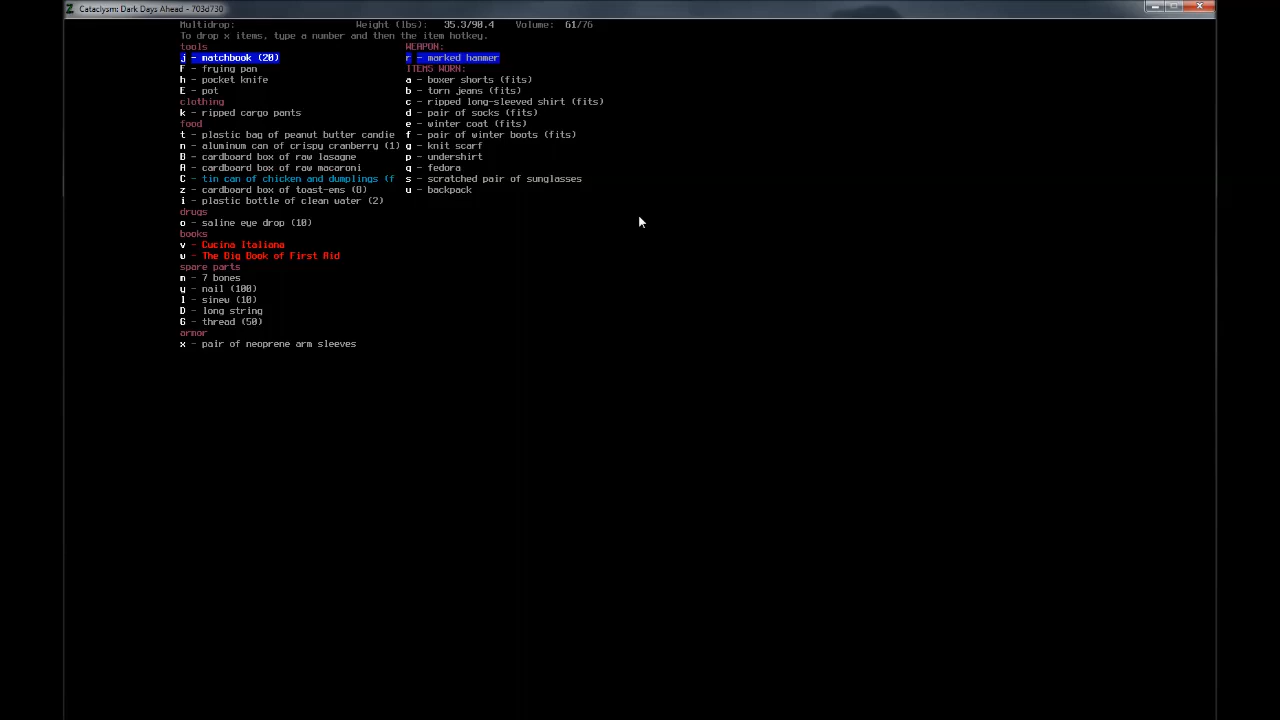 Cataclysm: Dark Days Ahead - 703d730
Multidrop: Weight (lbs): 35.3/90.4 Volume: 61/76
To drop x items, type a number and then the item hotkey.
tools
j - matchbook (20)
F - frying pan
h - pocket knife
E - pot
clothing
k - ripped cargo pants
food
t - plastic bag of peanut butter candie
n - aluminum can of crispy cranberry (1)
B - cardboard box of raw lasagne
A - cardboard box of raw macaroni
C - tin can of chicken and dumplings (f
z - cardboard box of toast-ems (8)
i - plastic bottle of clean water (2)
drugs
o - saline eye drop (10)
books
v - Cucina Italiana
w - The Big Book of First Aid
spare parts
m - 7 bones
y - nail (100)
l - sinew (10)
D - long string
G - thread (50)
armor
x - pair of neoprene arm sleeves
WEAPON:
r - marked hammer
ITEMS WORN:
a - boxer shorts (fits)
b - torn jeans (fits)
c - ripped long-sleeved shirt (fits)
d - pair of socks (fits)
e - winter coat (fits)
f - pair of winter boots (fits)
g - knit scarf
p - undershirt
q - fedora
s - scratched pair of sunglasses
u - backpack